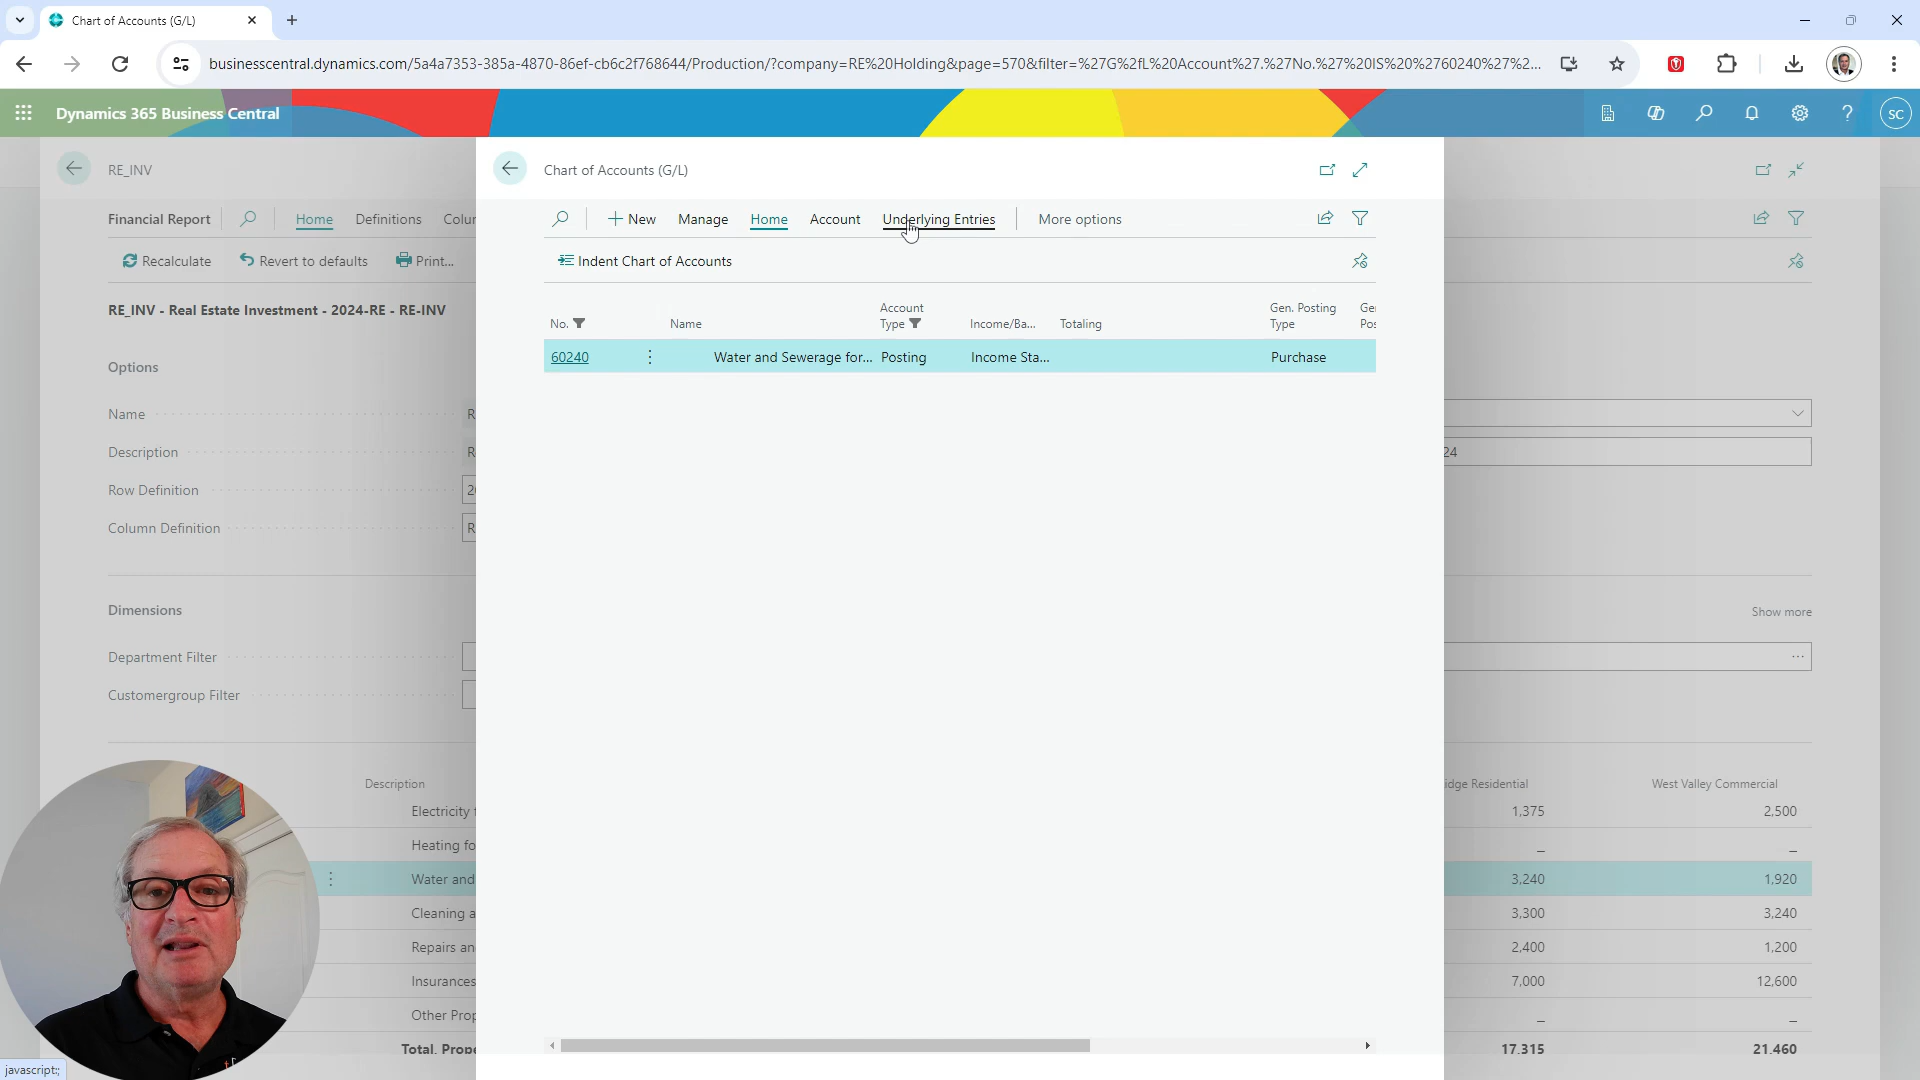 Chart of Accounts (G/L)
businesscentral.dynamics.com/5a4a7353-385a-4870-86ef-cb6c2f768644/Production/?company=RE%20Holding&page=570&filter=%27G%2fL%20Account%27.%27No.%27%20IS%20%2760240%27%2...
Dynamics 365 Business Central
SC
RE_INV
Chart of Accounts (G/L)
Financial Report
Home
Definitions
New
Manage
Home
Account
Underlying Entries
More options
Recalculate
Revert to defaults
Print...
Indent Chart of Accounts
RE_INV - Real Estate Investment - 2024-RE - RE-INV
No.
Name
Account Type
Income/Ba...
Totaling
Gen. Posting Type
60240
Water and Sewerage for...
Posting
Income Sta...
Purchase
Options
Name
Description
24
Row Definition
Column Definition
Dimensions
Show more
Department Filter
Customergroup Filter
Description
West Valley Commercial
Residential
Electricity
1,375
2,500
Heating fo
–
–
Water and
3,240
1,920
Cleaning a
3,300
3,240
Repairs an
2,400
1,200
Insurances
7,000
12,600
Other Prop
–
–
Total, Prope
17,315
21,460
javascript:;